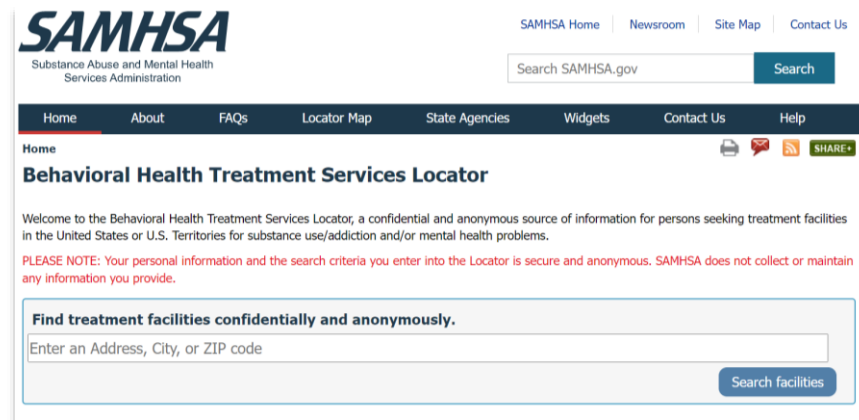 SAMHSA
Substance Abuse and Mental Health
Services Administration
SAMHSA Home Newsroom Site Map Contact Us
Search SAMHSA.gov Search
Home About FAQs Locator Map State Agencies Widgets Contact Us Help
Home SHARE+
Behavioral Health Treatment Services Locator
Welcome to the Behavioral Health Treatment Services Locator, a confidential and anonymous source of information for persons seeking treatment facilities
in the United States or U.S. Territories for substance use/addiction and/or mental health problems.
PLEASE NOTE: Your personal information and the search criteria you enter into the Locator is secure and anonymous. SAMHSA does not collect or maintain
any information you provide.
Find treatment facilities confidentially and anonymously.
Enter an Address, City, or ZIP code
Search facilities